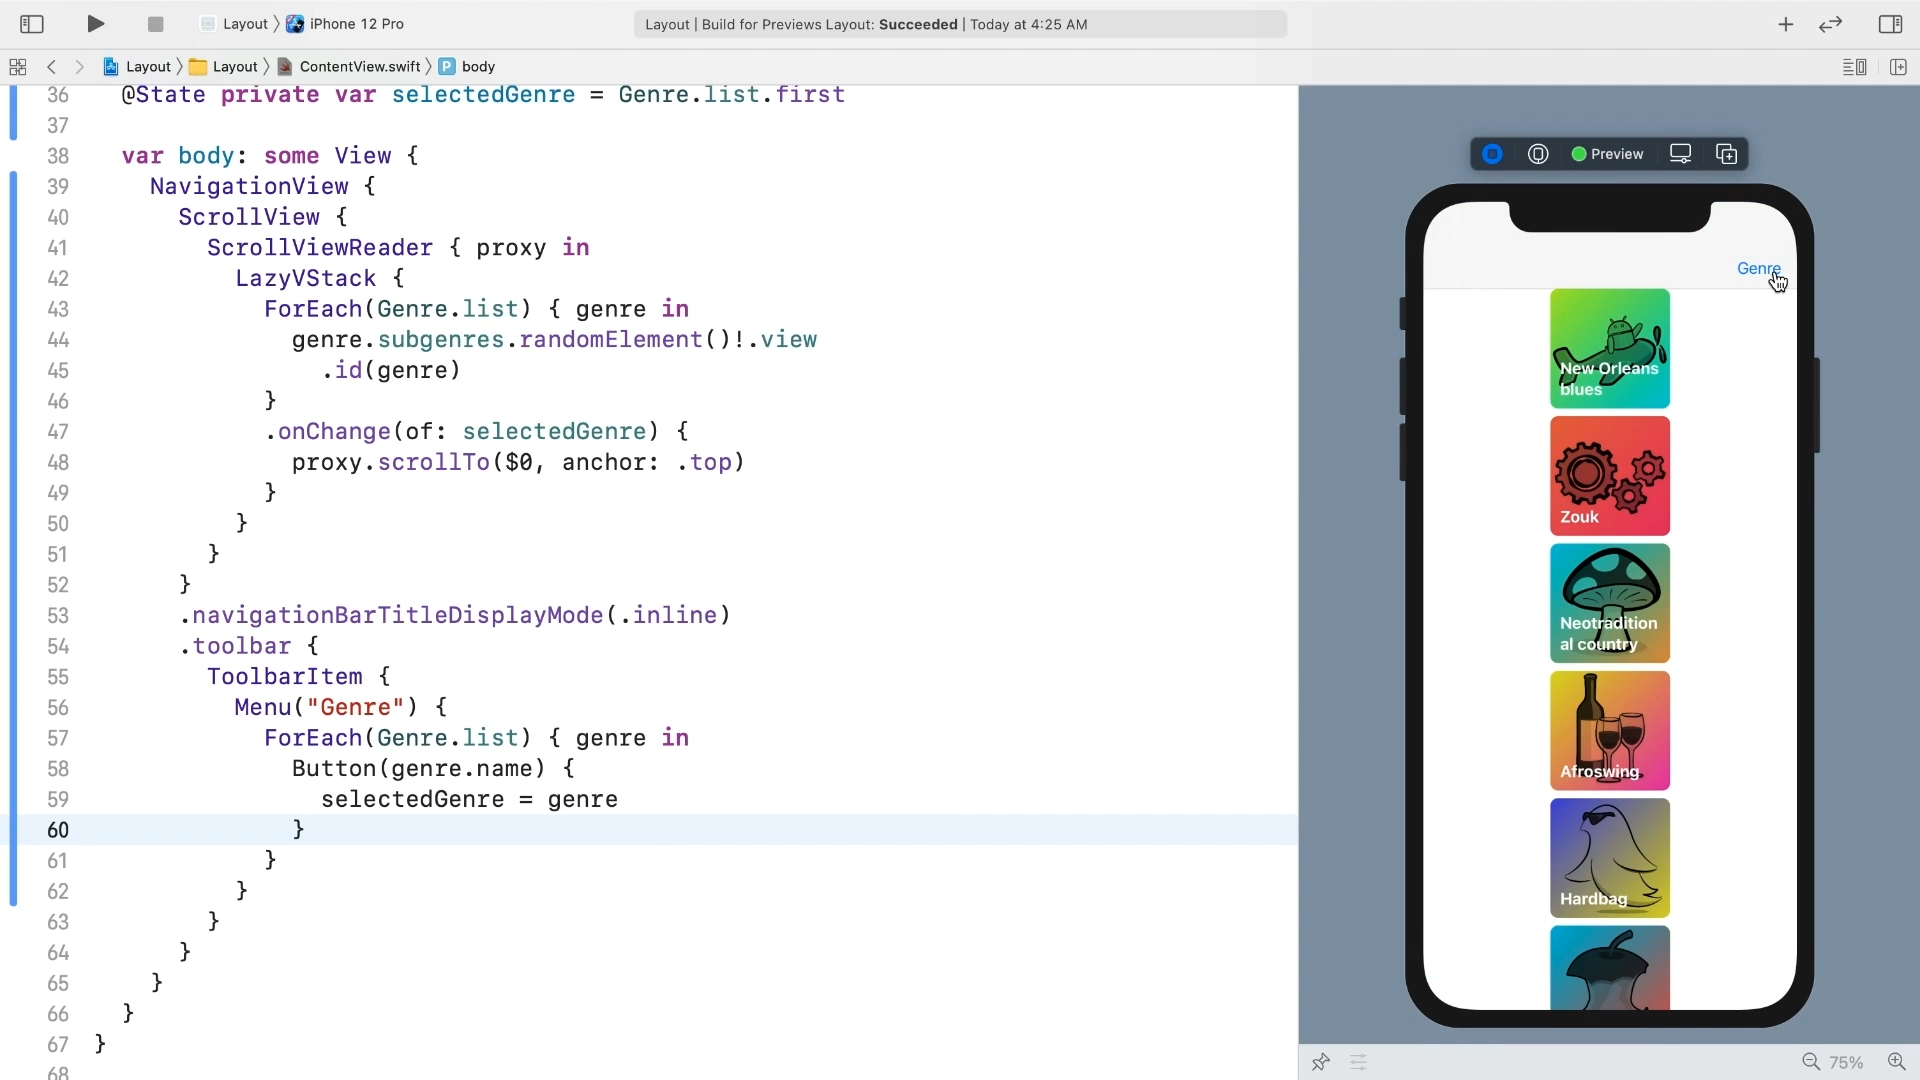 Layout 〉 iPhone 12 Pro
Layout | Build for Previews Layout: Succeeded | Today at 4:25 AM
Layout 〉 Layout 〉 ContentView.swift 〉 P body
36 @State private var selectedGenre = Genre.list.first
37
38 var body: some View {
39 NavigationView {
40 ScrollView {
41 ScrollViewReader { proxy in
42 LazyVStack {
43 ForEach(Genre.list) { genre in
44 genre.subgenres.randomElement()!.view
45 .id(genre)
46 }
47 .onChange(of: selectedGenre) {
48 proxy.scrollTo($0, anchor: .top)
49 }
50 }
51 }
52 }
53 .navigationBarTitleDisplayMode(.inline)
54 .toolbar {
55 ToolbarItem {
56 Menu("Genre") {
57 ForEach(Genre.list) { genre in
58 Button(genre.name) {
59 selectedGenre = genre
60 }
61 }
62 }
63 }
64 }
65 }
66 }
67 }
68
Preview
Genre
New Orleans
blues
Zouk
Neotradition
al country
Afroswing
Hardbag
75%